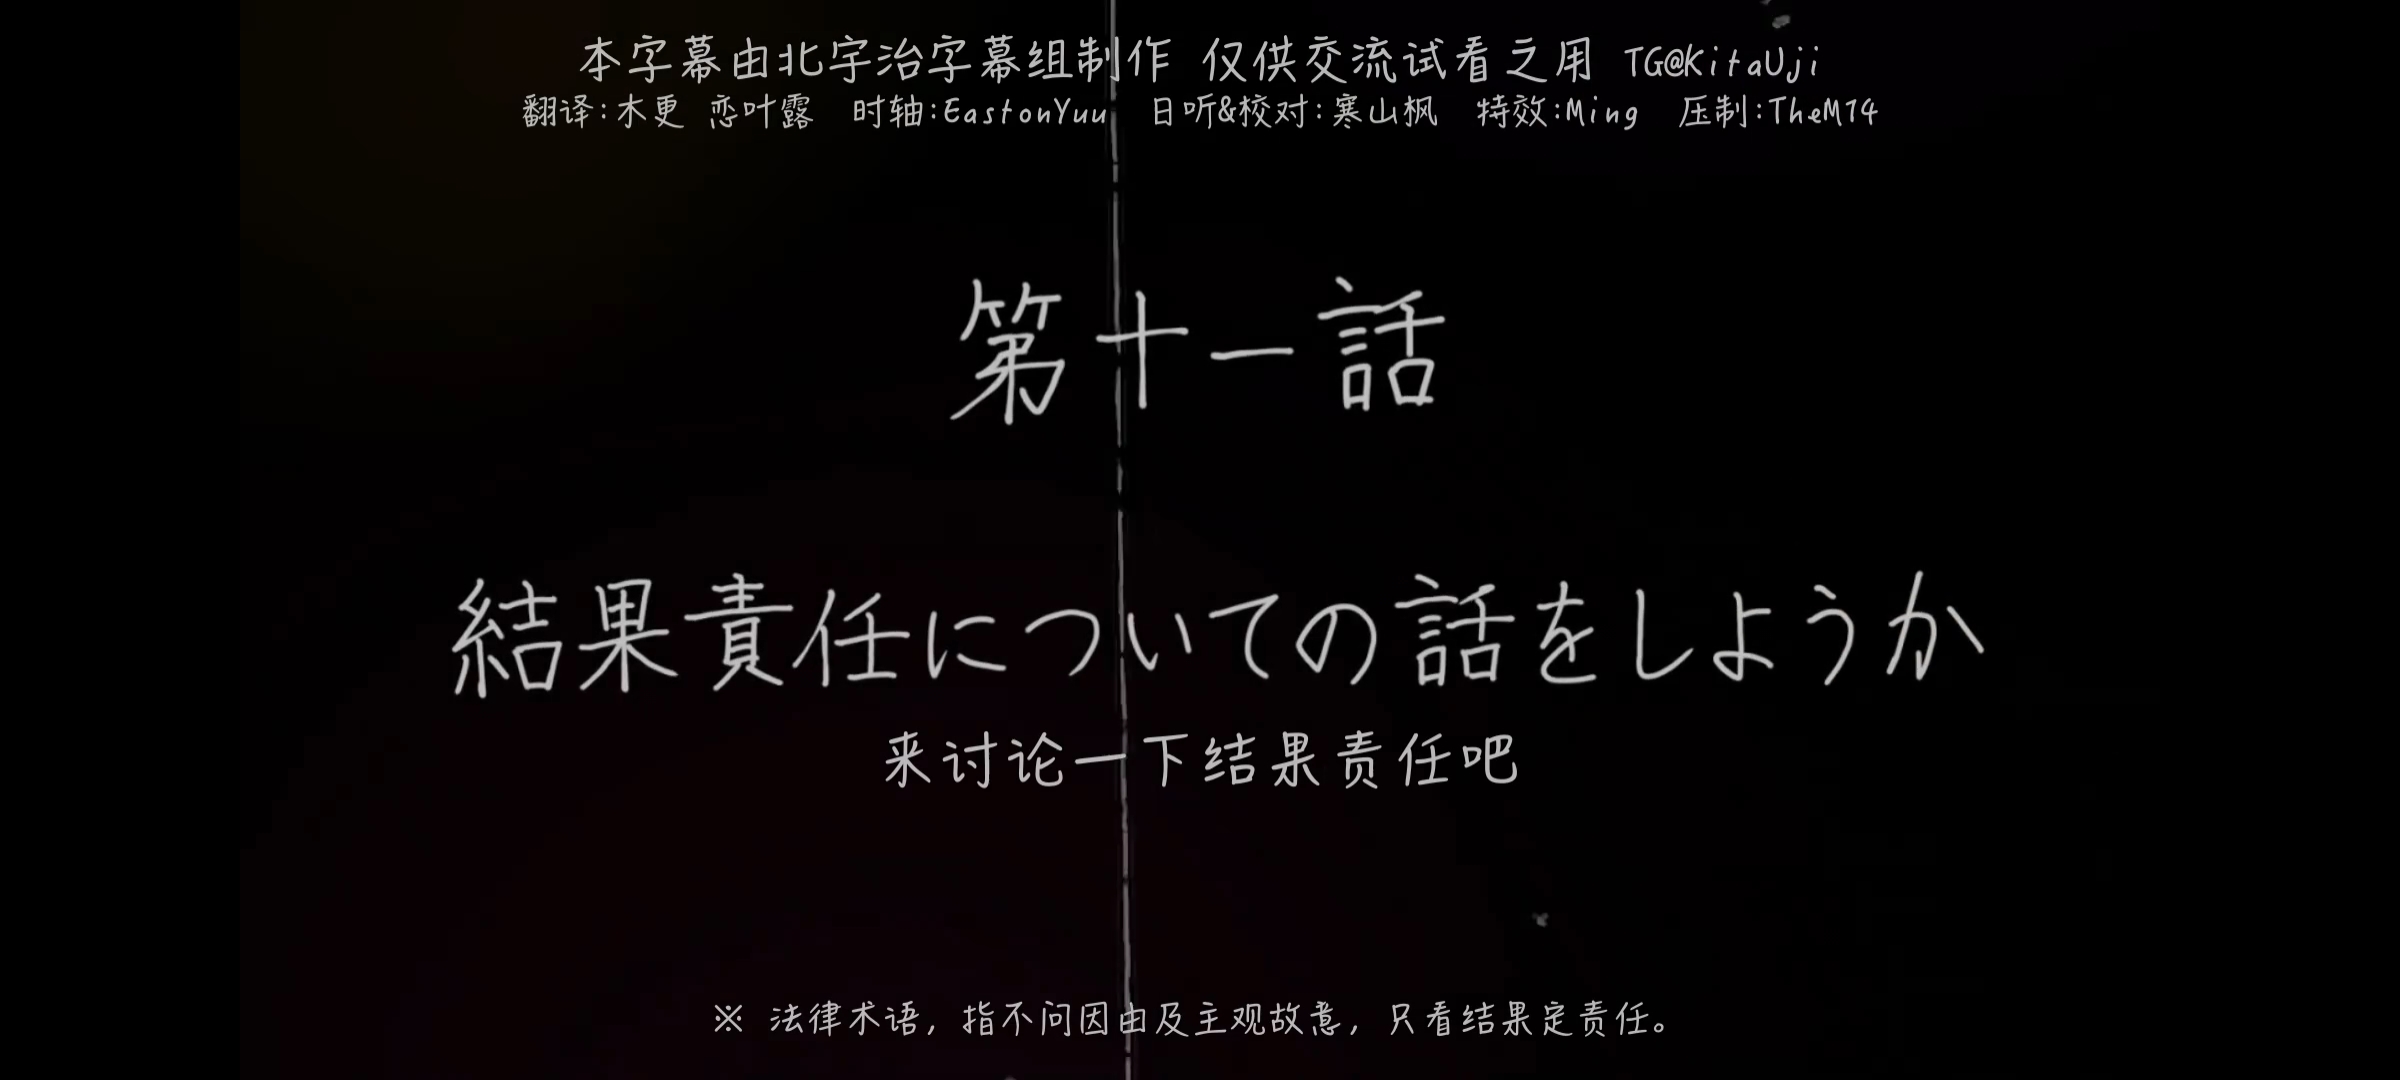 本字幕由北宇治字幕组制作 仅供交流试看之用 TG@KitaUji
翻译:木更 恋叶露 时轴:EastonYuu 日听&校对:寒山枫 特效:Ming 压制:TheM14
第十一話
結果責任についての話をしようか
来讨论一下结果责任吧
※ 法律术语，指不问因由及主观故意，只看结果定责任。